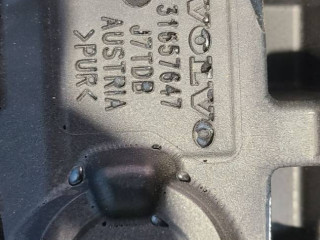 VOLVO
31657647
J7TDB
AUSTRIA
>PUR<